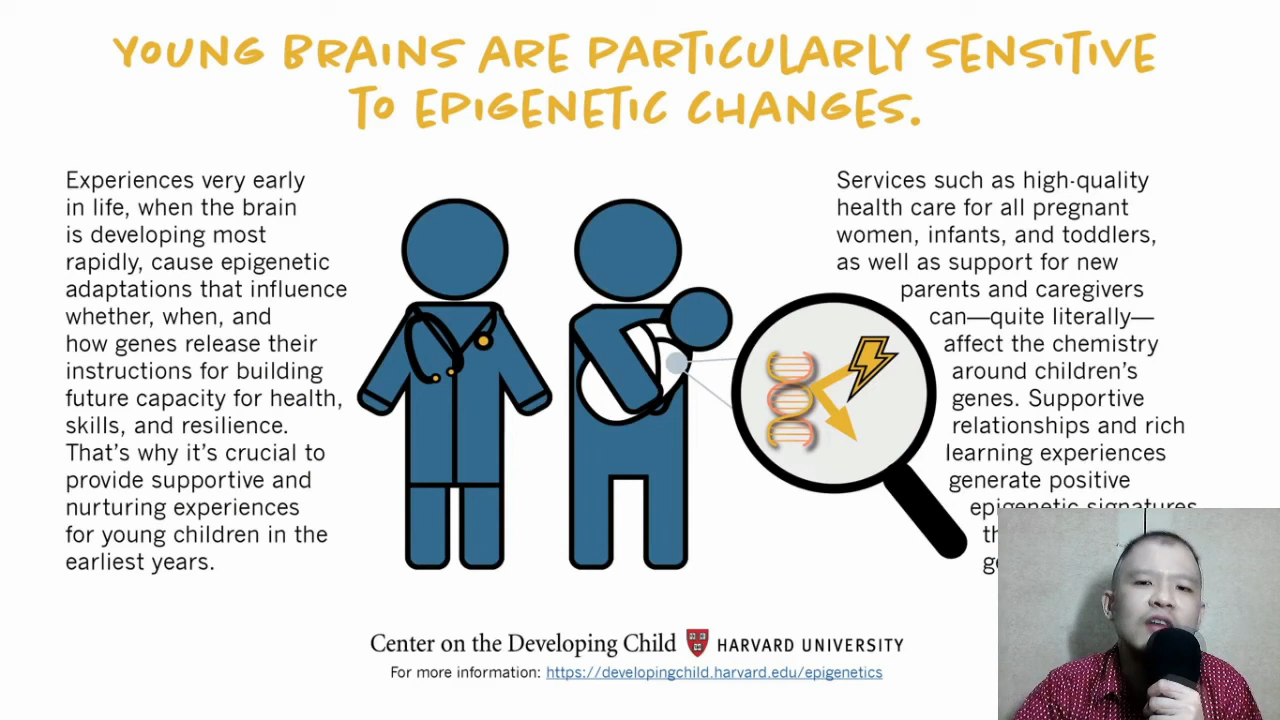 YOUNG BRAINS ARE PARTICULARLY SENSITIVE
TO EPIGENETIC CHANGES.
Experiences very early
in life, when the brain
is developing most
rapidly, cause epigenetic
adaptations that influence
whether, when, and
how genes release their
instructions for building
future capacity for health,
skills, and resilience.
That's why it's crucial to
provide supportive and
nurturing experiences
for young children in the
earliest years.
Services such as high-quality
health care for all pregnant
women, infants, and toddlers,
as well as support for new
parents and caregivers
can—quite literally—
affect the chemistry
around children's
genes. Supportive
relationships and rich
learning experiences
generate positive
epigenetic signatures
Center on the Developing Child HARVARD UNIVERSITY
For more information: https://developingchild.harvard.edu/epigenetics